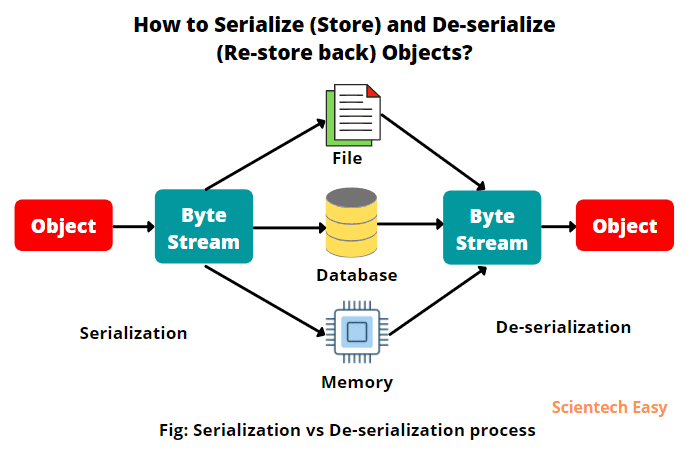 How to Serialize (Store) and De-serialize
(Re-store back) Objects?
File
Object
Byte
Stream
Byte
Stream
Object
Database
Serialization
De-serialization
Memory
Scientech Easy
Fig: Serialization vs De-serialization process